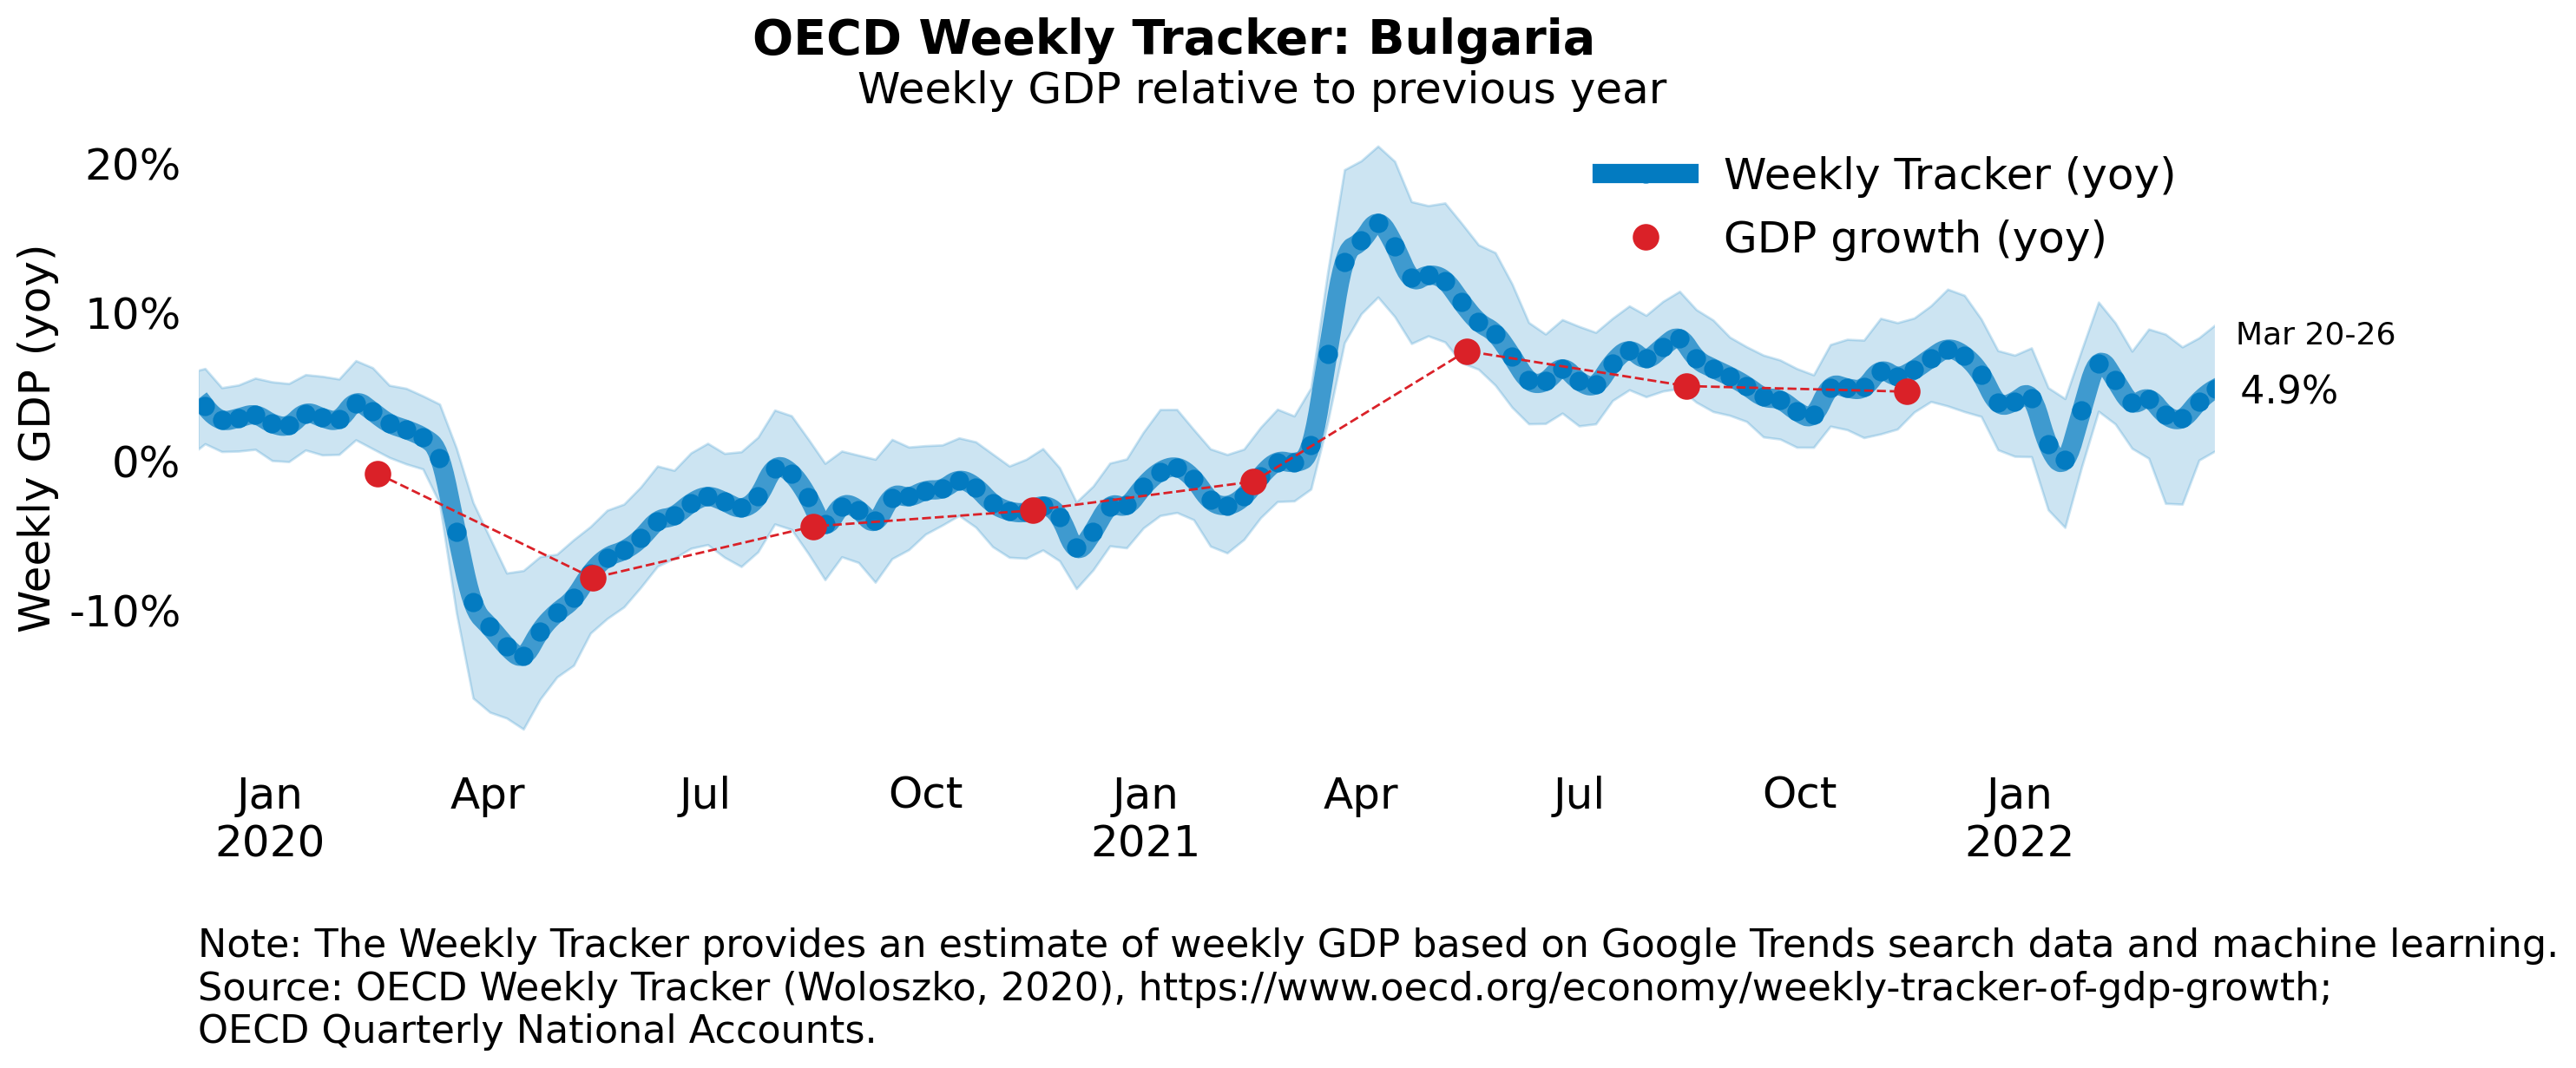 OECD Weekly Tracker: Bulgaria
Weekly GDP relative to previous year
Weekly GDP (yoy)
20%
10%
0%
-10%
Weekly Tracker (yoy)
GDP growth (yoy)
Mar 20-26
4.9%
Jan
2020
Apr
Jul
Oct
Jan
2021
Apr
Jul
Oct
Jan
2022
Note: The Weekly Tracker provides an estimate of weekly GDP based on Google Trends search data and machine learning.
Source: OECD Weekly Tracker (Woloszko, 2020), https://www.oecd.org/economy/weekly-tracker-of-gdp-growth;
OECD Quarterly National Accounts.